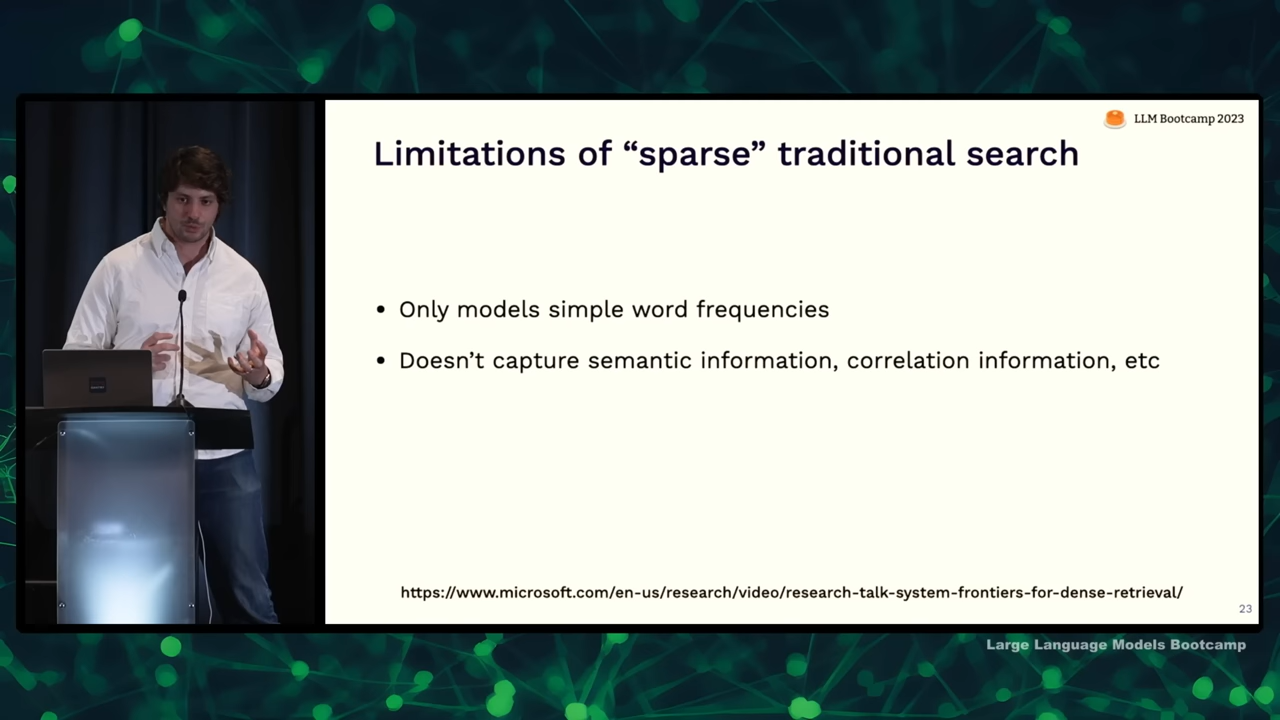 LLM Bootcamp 2023
Limitations of “sparse” traditional search
• Only models simple word frequencies
• Doesn’t capture semantic information, correlation information, etc
https://www.microsoft.com/en-us/research/video/research-talk-system-frontiers-for-dense-retrieval/
23
Large Language Models Bootcamp